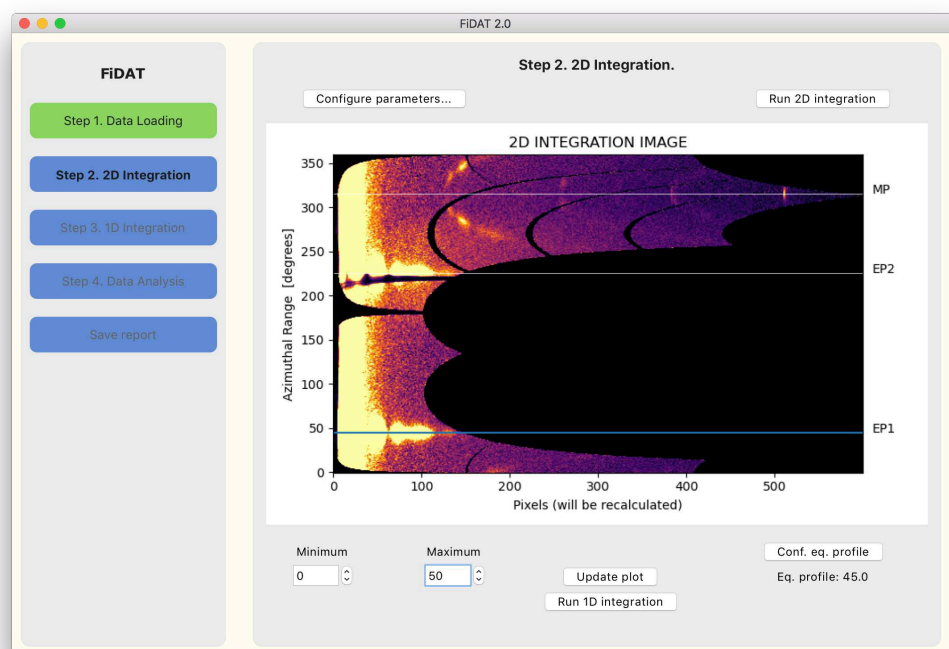 FiDAT 2.0
FiDAT
Step 1. Data Loading
Step 2. 2D Integration
Step 3. 1D Integration
Step 4. Data Analysis
Save report
Step 2. 2D Integration.
Configure parameters...
Run 2D integration
2D INTEGRATION IMAGE
Azimuthal Range [degrees]
350
300
250
200
150
100
50
0
MP
EP2
EP1
0 100 200 300 400 500
Pixels (will be recalculated)
Minimum
Maximum
0
50
Update plot
Run 1D integration
Conf. eq. profile
Eq. profile: 45.0